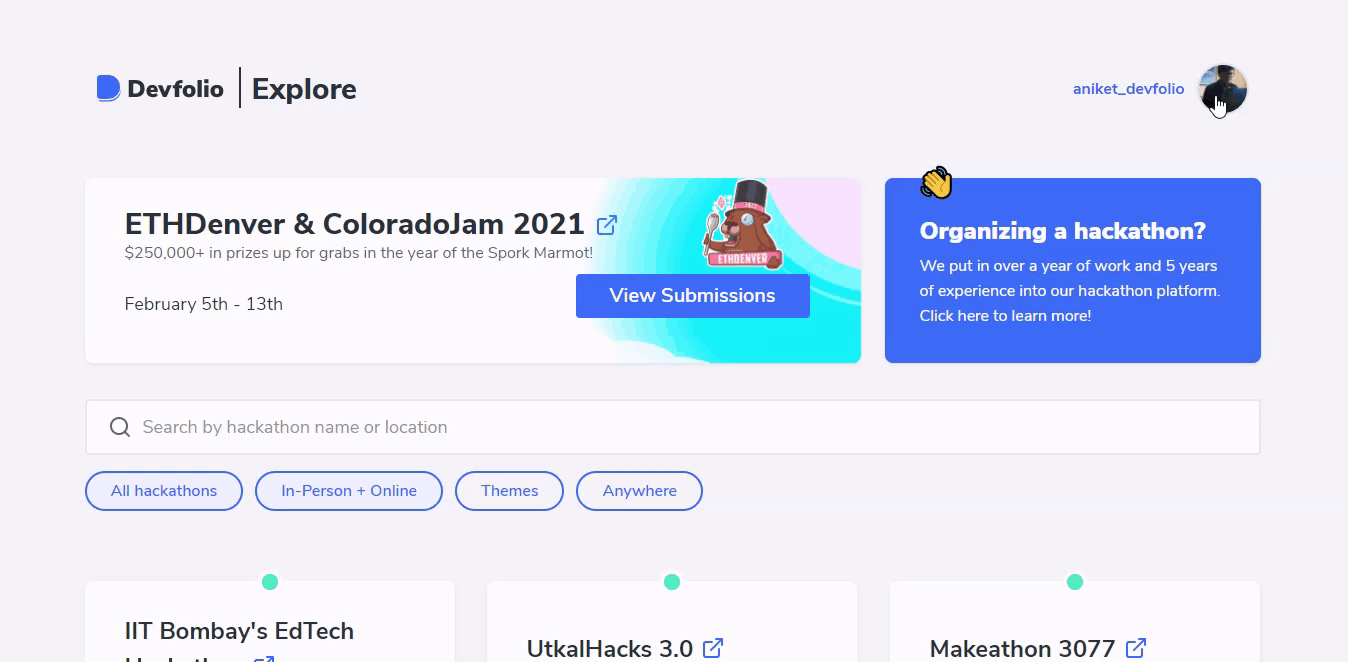 Devfolio
Explore
aniket_devfolio
ETHDenver & ColoradoJam 2021
$250,000+ in prizes up for grabs in the year of the Spork Marmot!
February 5th - 13th
ETHDENVER
View Submissions
Organizing a hackathon?
We put in over a year of work and 5 years
of experience into our hackathon platform.
Click here to learn more!
Search by hackathon name or location
All hackathons
In-Person + Online
Themes
Anywhere
IIT Bombay's EdTech
UtkalHacks 3.0
Makeathon 3077